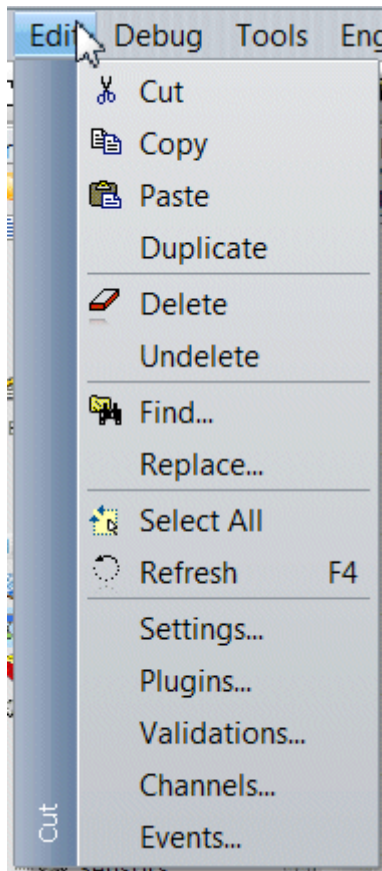 Edit Debug Tools Eng
Cut
Copy
Paste
Duplicate
Delete
Undelete
Find...
Replace...
Select All
Refresh F4
Settings...
Plugins...
Validations...
Channels...
Events...
Cut